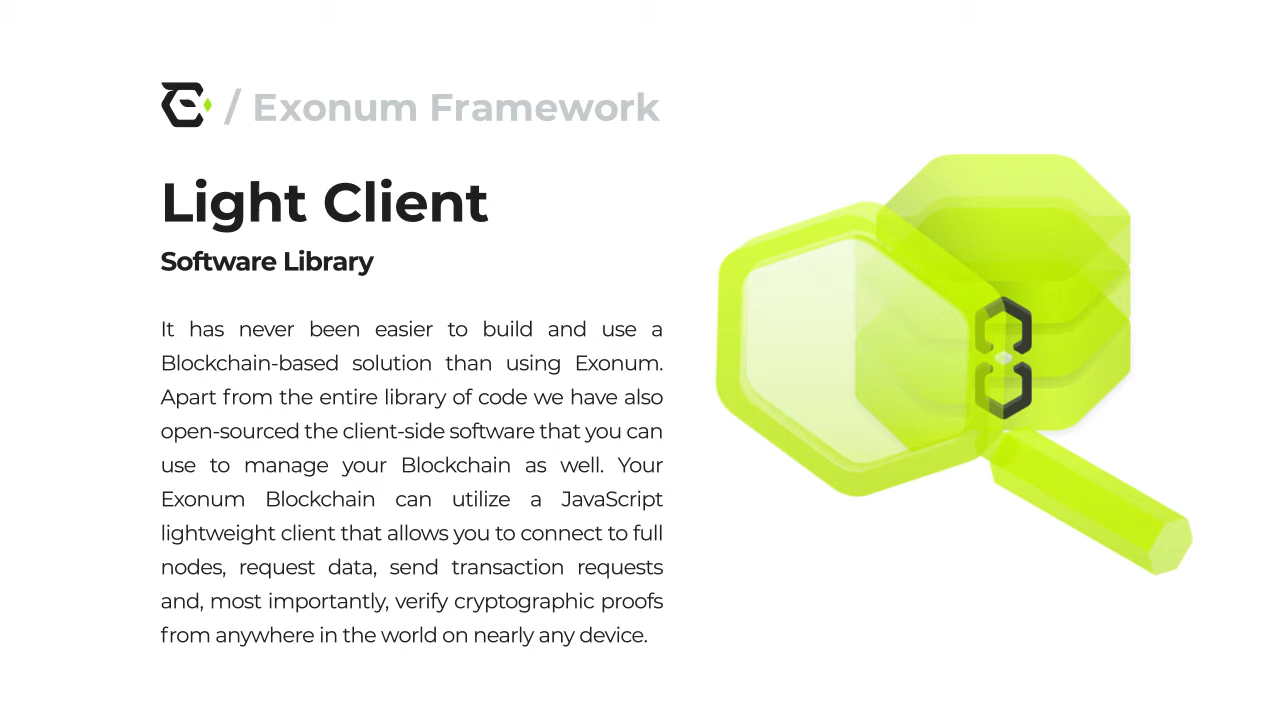 / Exonum Framework
Light Client
Software Library
It has never been easier to build and use a
Blockchain-based solution than using Exonum.
Apart from the entire library of code we have also
open-sourced the client-side software that you can
use to manage your Blockchain as well. Your
Exonum Blockchain can utilize a JavaScript
lightweight client that allows you to connect to full
nodes, request data, send transaction requests
and, most importantly, verify cryptographic proofs
from anywhere in the world on nearly any device.